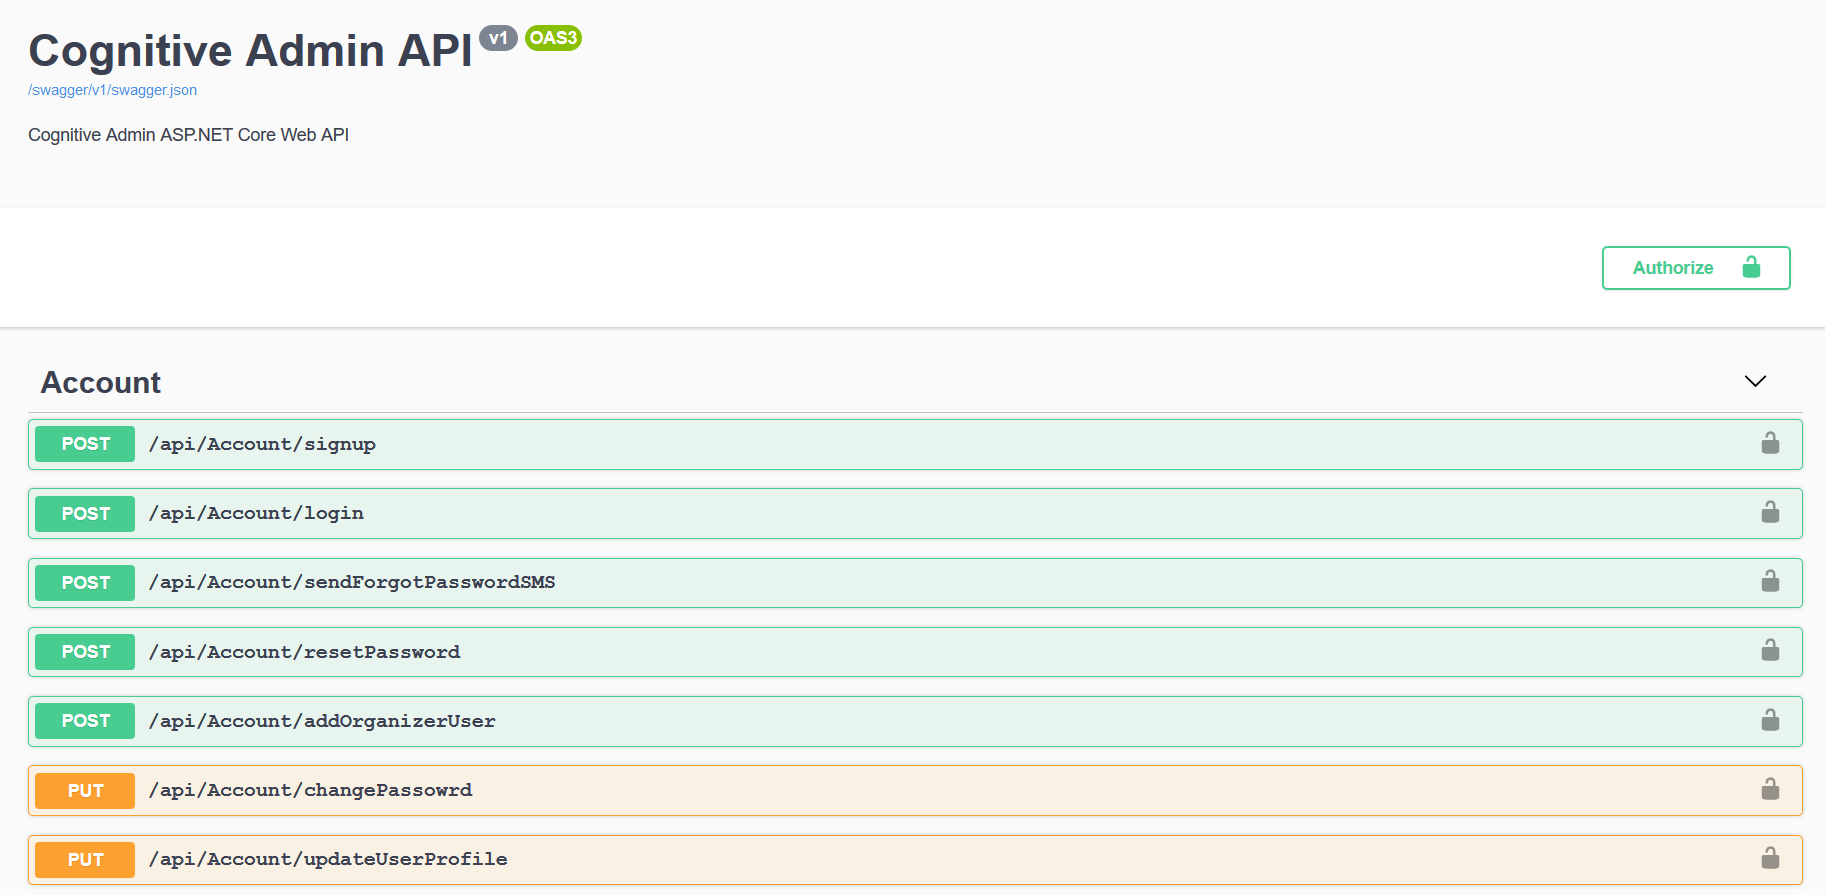 Cognitive Admin API v1 OAS3
/swagger/v1/swagger.json
Cognitive Admin ASP.NET Core Web API
Authorize
Account
POST /api/Account/signup
POST /api/Account/login
POST /api/Account/sendForgotPasswordSMS
POST /api/Account/resetPassword
POST /api/Account/addOrganizerUser
PUT /api/Account/changePassowrd
PUT /api/Account/updateUserProfile